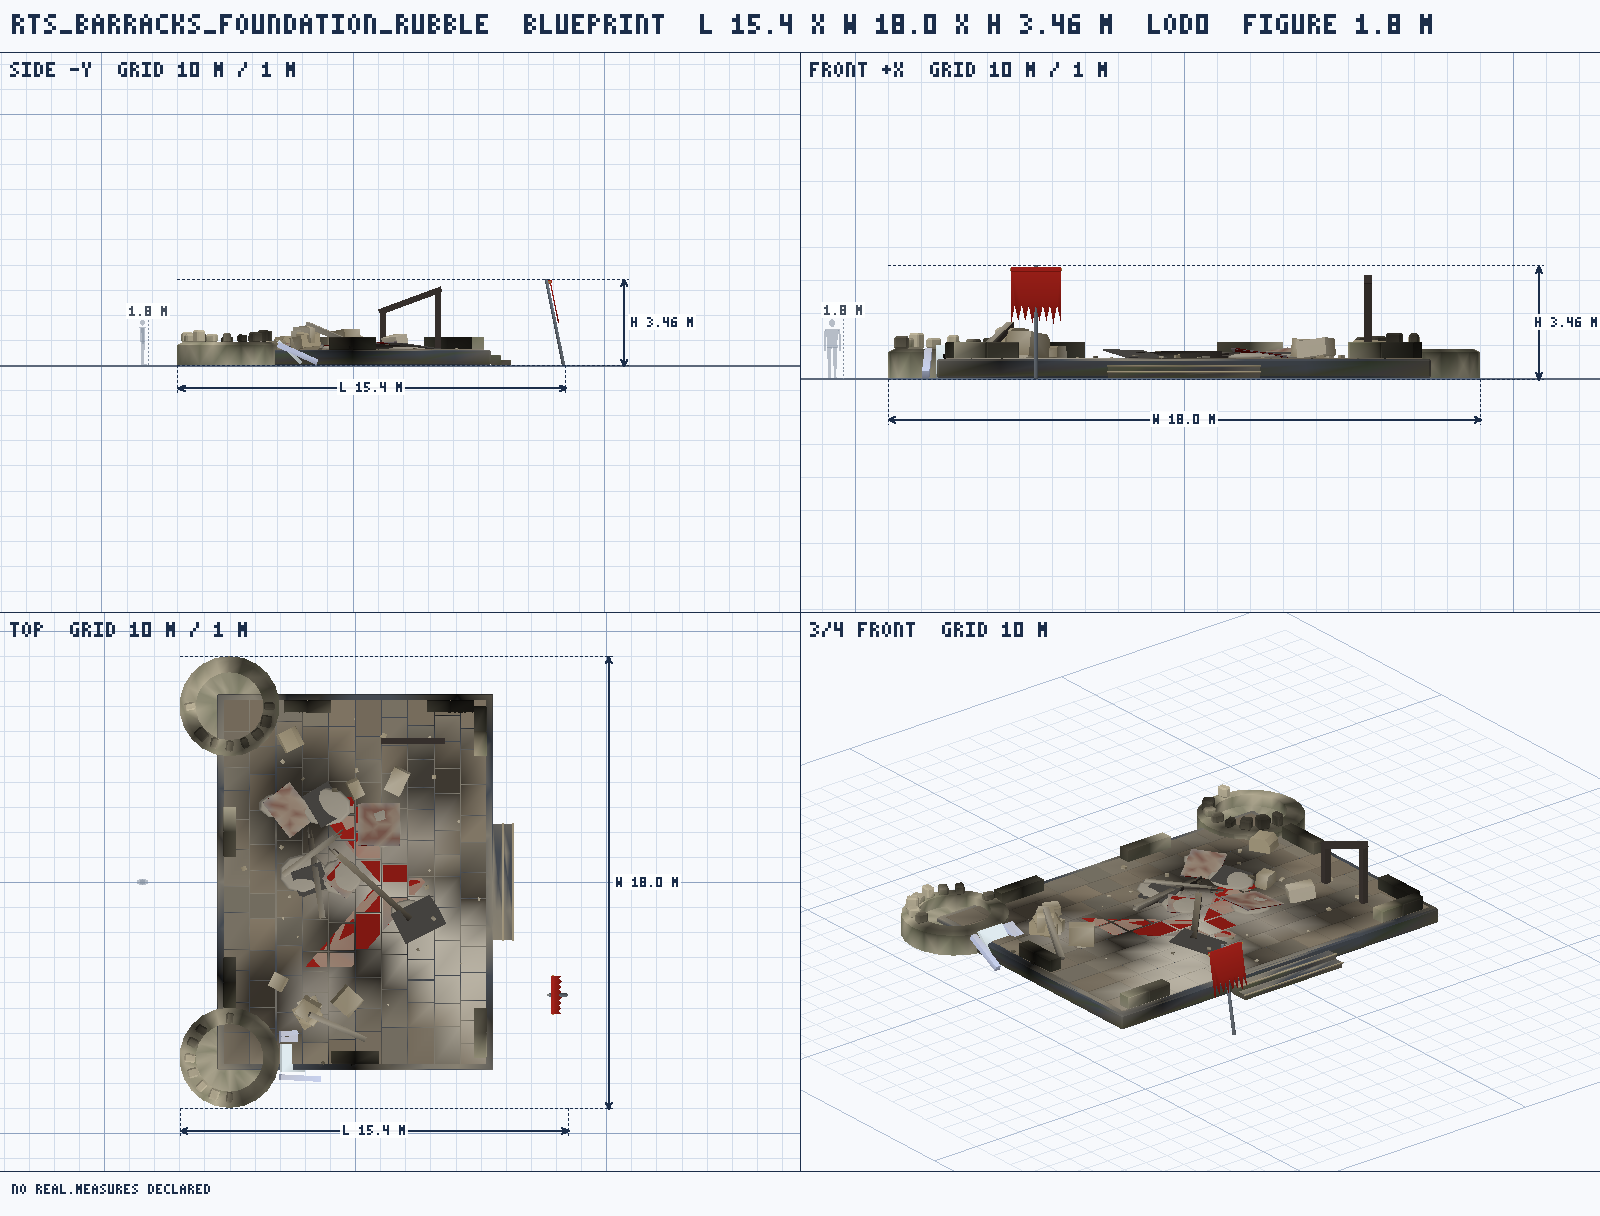 RTS_BARRACKS_FOUNDATION_RUBBLE BLUEPRINT L 15.4 X W 18.0 X H 3.46 M LOD0 FIGURE 1.8 M
SIDE -Y GRID 10 M / 1 M
1.8 M
H 3.46 M
L 15.4 M
FRONT +X GRID 10 M / 1 M
1.8 M
H 3.46 M
W 18.0 M
TOP GRID 10 M / 1 M
W 18.0 M
L 15.4 M
3/4 FRONT GRID 10 M
NO REAL.MEASURES DECLARED